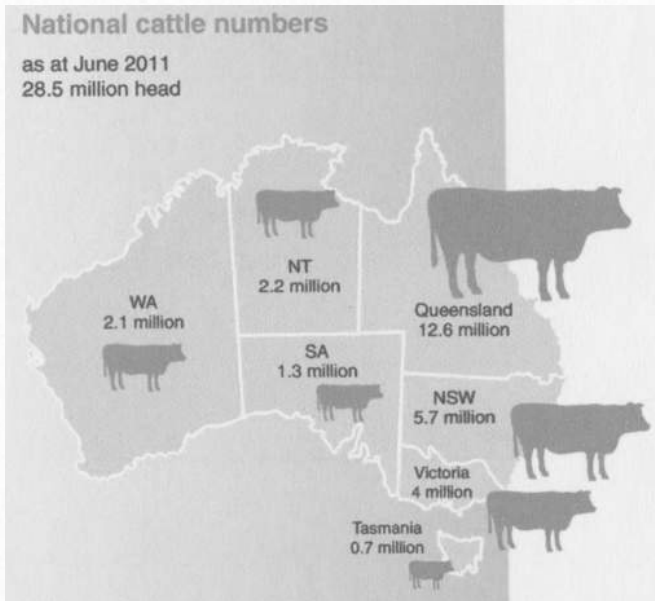 National cattle numbers
as at June 2011
28.5 million head
NT
2.2 million
WA
2.1 million
Queensland
12.6 million
SA
1.3 million
NSW
5.7 million
Victoria
4 million
Tasmania
0.7 million